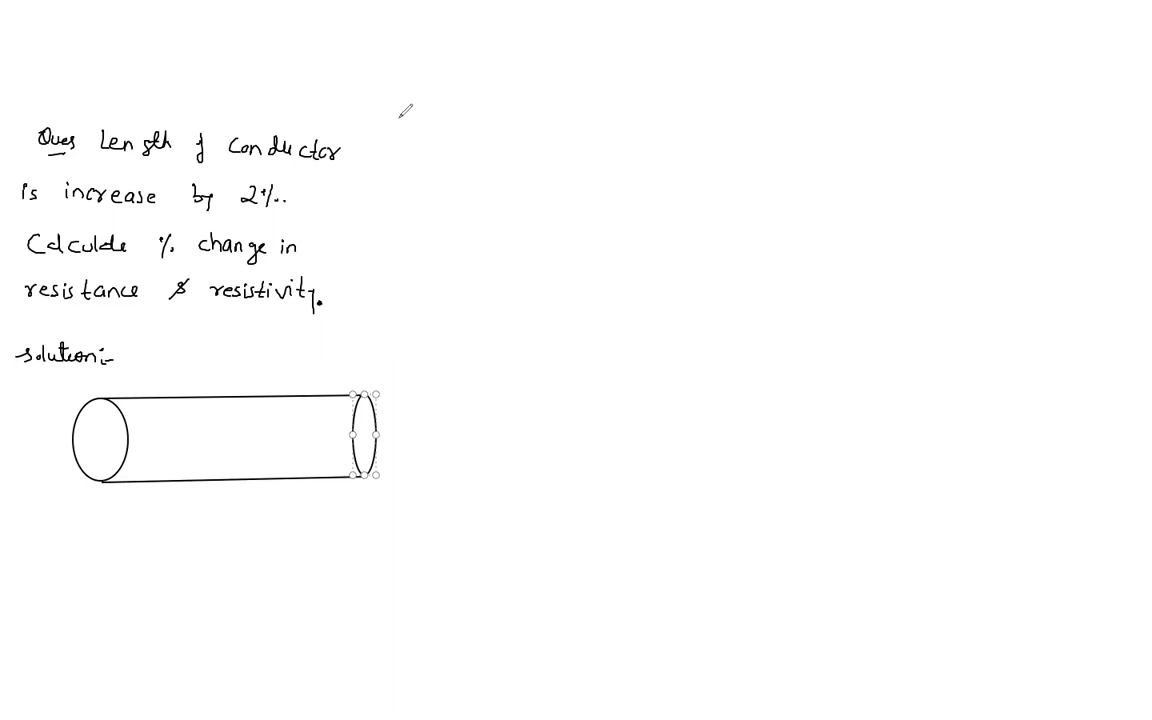 Ques Length of conductor
is increase by 2%.
Calculate % change in
resistance & resistivity.
Solution:-